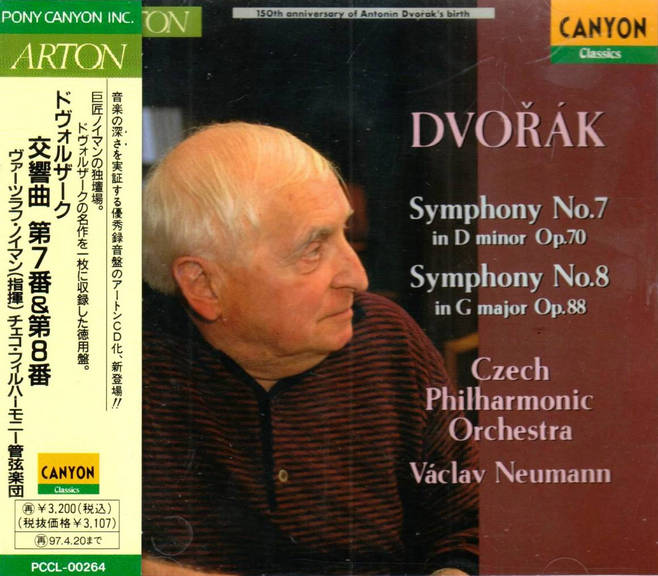 PONY CANYON INC.
ARTON
音楽の深さを実証する優秀録音盤のアートンCD化、新登場!!
巨匠ノイマンの独壇場。
ドヴォルザークの名作を一枚に収録した徳用盤。
ドヴォルザーク
交響曲 第7番&第8番
ヴァーツラフ・ノイマン(指揮) チェコ・フィルハーモニー管弦楽団
CANYON
Classics
再¥3,200(税込)
(税抜価格¥3,107)
再97.4.20まで
PCCL-00264
TON
150th anniversary of Antonin Dvořák's birth
CANYON
Classics
DVOŘÁK
Symphony No.7
in D minor Op.70
Symphony No.8
in G major Op.88
Czech
Philharmonic
Orchestra
Václav Neumann